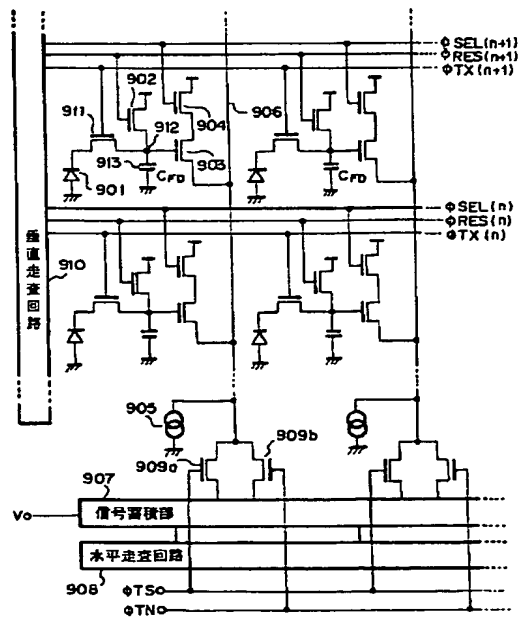 φSEL(n+1)
φRES(n+1)
φTX(n+1)
902
911
912
904
906
913
CFD
903
CFD
901
φSEL(n)
φRES(n)
φTX(n)
垂直走査回路
910
905
909a
909b
907
V
信号蓄積部
水平走査回路
908
φTS
φTN